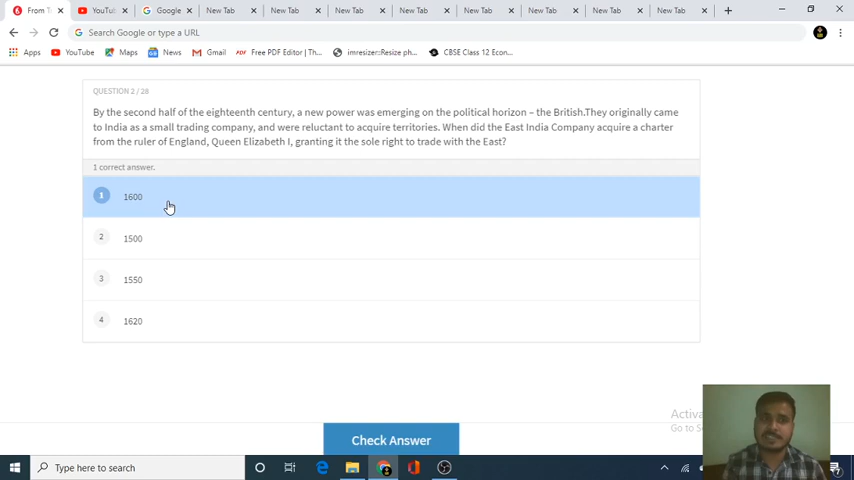 From T
YouTu
Google
New Tab
New Tab
New Tab
New Tab
New Tab
New Tab
New Tab
New Tab
Search Google or type a URL
Apps
YouTube
Maps
News
Gmail
PDF
Free PDF Editor | Th...
imresizer::Resize ph...
CBSE Class 12 Econ...
QUESTION 2 / 28
By the second half of the eighteenth century, a new power was emerging on the political horizon – the British.They originally came
to India as a small trading company, and were reluctant to acquire territories. When did the East India Company acquire a charter
from the ruler of England, Queen Elizabeth I, granting it the sole right to trade with the East?
1 correct answer.
1 1600
2 1500
3 1550
4 1620
Activa
Go to S
Check Answer
Type here to search